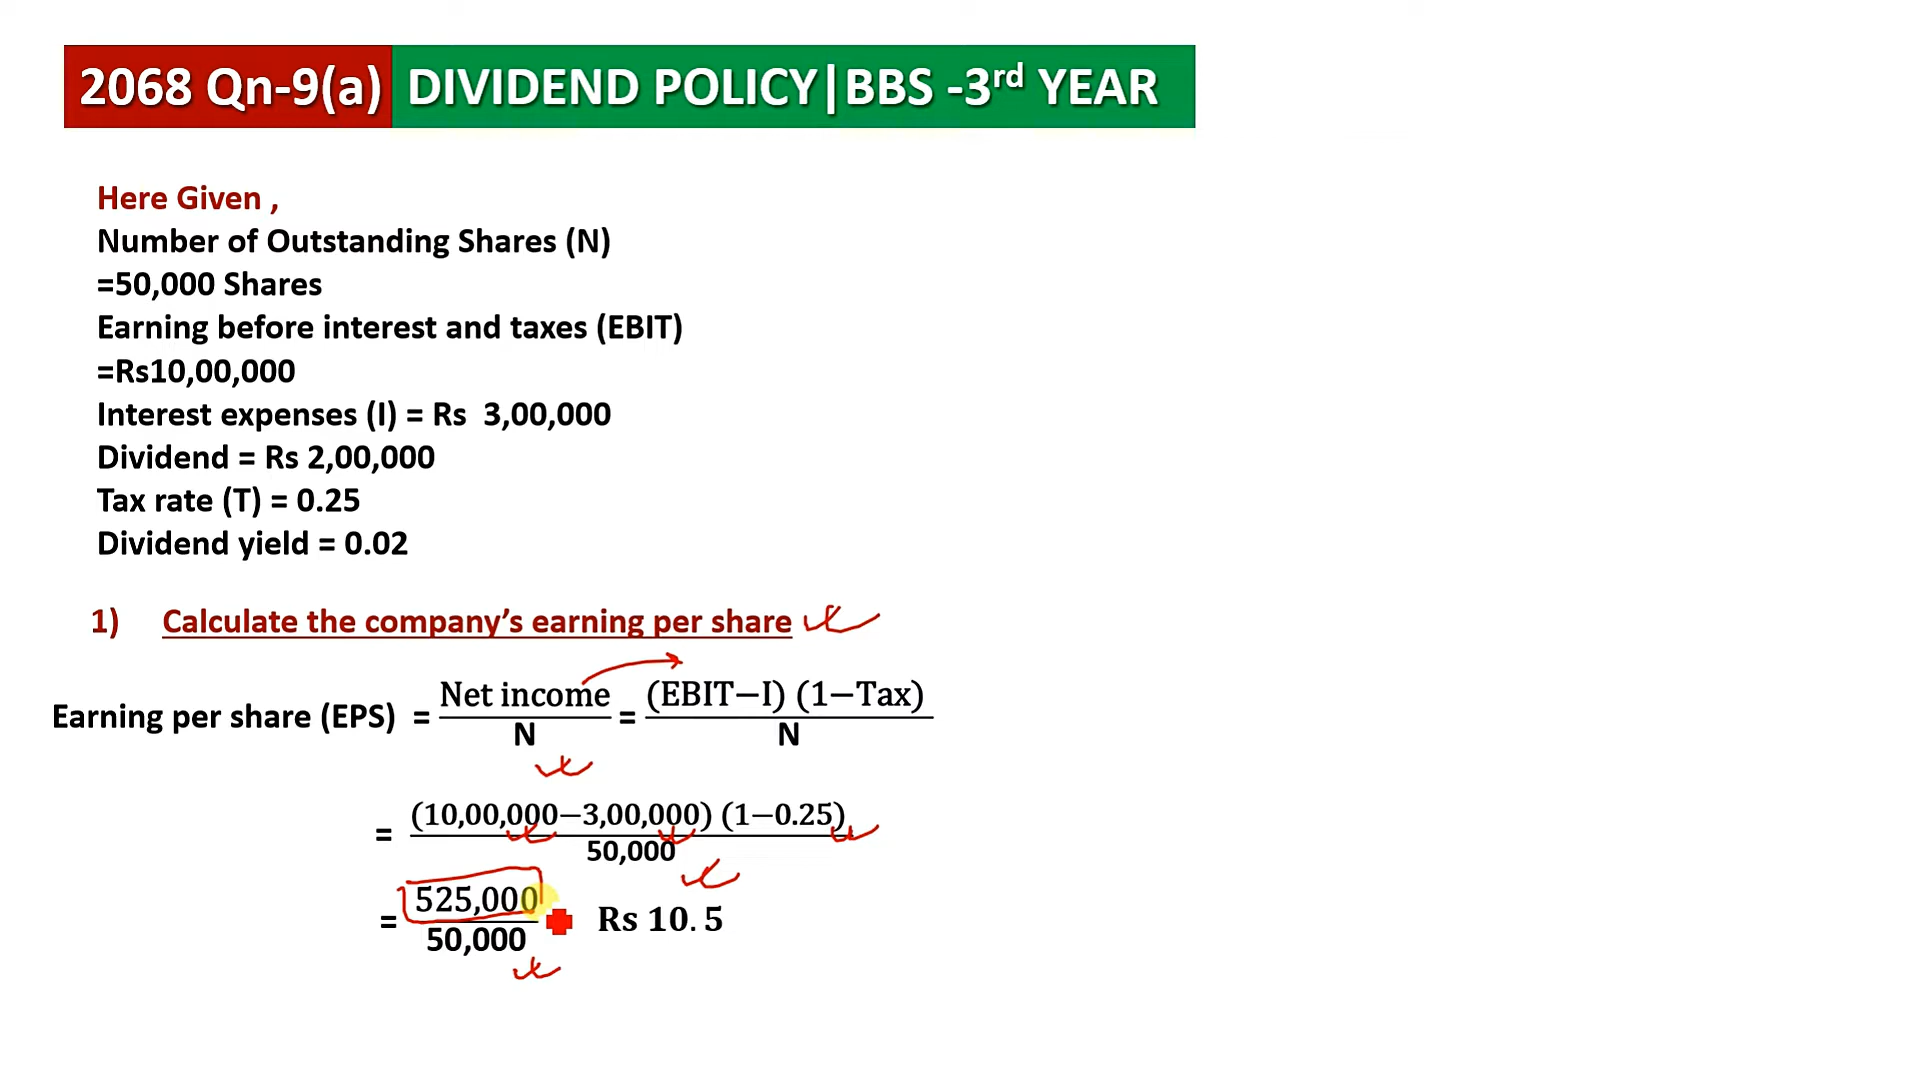 2068 Qn-9(a) DIVIDEND POLICY|BBS -3rd YEAR
Here Given ,
Number of Outstanding Shares (N)
=50,000 Shares
Earning before interest and taxes (EBIT)
=Rs10,00,000
Interest expenses (I) = Rs 3,00,000
Dividend = Rs 2,00,000
Tax rate (T) = 0.25
Dividend yield = 0.02
1) Calculate the company’s earning per share
Earning per share (EPS) = Net income / N = (EBIT−I) (1−Tax) / N
= (10,00,000−3,00,000) (1−0.25) / 50,000
= 525,000 / 50,000 Rs 10.5